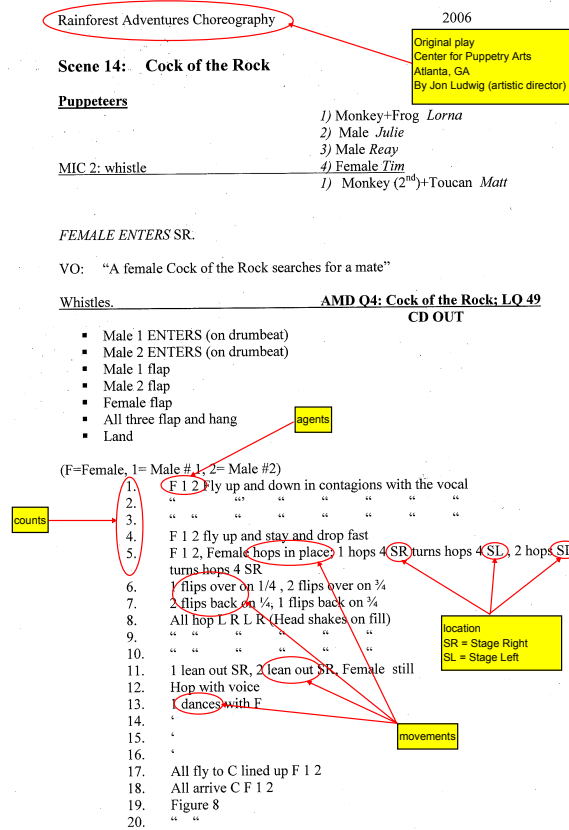 Rainforest Adventures Choreography 2006
Original play
Center for Puppetry Arts
Atlanta, GA
By Jon Ludwig (artistic director)
Scene 14: Cock of the Rock
Puppeteers
1) Monkey+Frog Lorna
2) Male Julie
3) Male Reay
MIC 2: whistle 4) Female Tim
1) Monkey (2nd)+Toucan Matt
FEMALE ENTERS SR.
VO: “A female Cock of the Rock searches for a mate”
Whistles. AMD Q4: Cock of the Rock; LQ 49
CD OUT
▪ Male 1 ENTERS (on drumbeat)
▪ Male 2 ENTERS (on drumbeat)
▪ Male 1 flap
▪ Male 2 flap
▪ Female flap
▪ All three flap and hang
▪ Land
agents
(F=Female, 1= Male # 1, 2= Male #2)
1. F 1 2 Fly up and down in contagions with the vocal
2. “ “’ “ “ “ “ “
counts
3. “ “ “ “ “ “ “
4. F 1 2 fly up and stay and drop fast
5. F 1 2, Female hops in place; 1 hops 4 SR turns hops 4 SL, 2 hops SL
turns hops 4 SR
6. 1 flips over on 1/4 , 2 flips over on ¾
7. 2 flips back on ¼, 1 flips back on ¾
8. All hop L R L R (Head shakes on fill)
9. “ “ “ “ “ “
10. “ “ “ “ “ “
location
SR = Stage Right
SL = Stage Left
11. 1 lean out SR, 2 lean out SR, Female still
12. Hop with voice
13. 1 dances with F
14. ‘
15. ‘
16. ‘
movements
17. All fly to C lined up F 1 2
18. All arrive C F 1 2
19. Figure 8
20. “ “